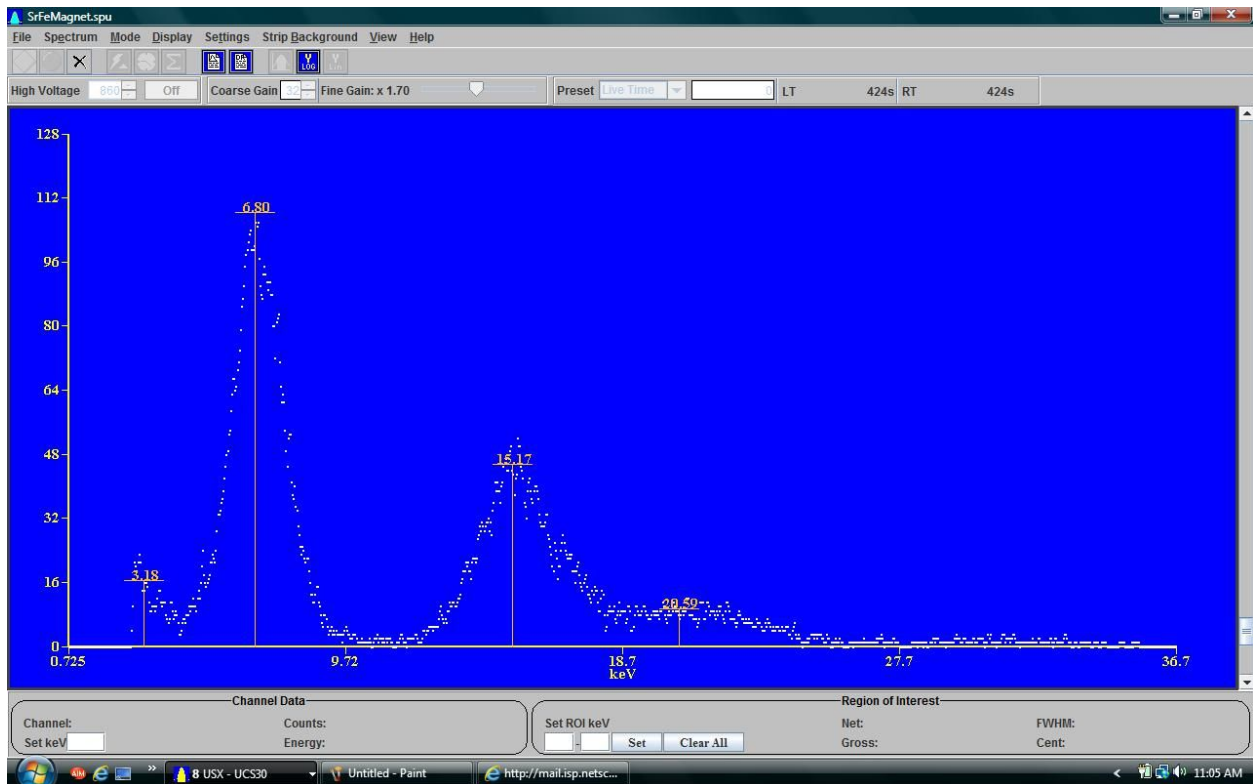 SrFeMagnet.spu
File Spectrum Mode Display Settings Strip Background View Help
Y LOG
High Voltage 860 Off Coarse Gain 32 Fine Gain: x 1.70 Preset Live Time 0 LT 424s RT 424s
128
112
96
80
64
48
32
16
0
6.80
15.17
3.18
20.59
0.725 9.72 18.7 27.7 36.7
keV
Channel Data Region of Interest
Channel: Counts: Set ROI keV Net: FWHM:
Set keV Energy: - Set Clear All Gross: Cent:
8 USX - UCS30 Untitled - Paint http://mail.isp.netsc... 11:05 AM